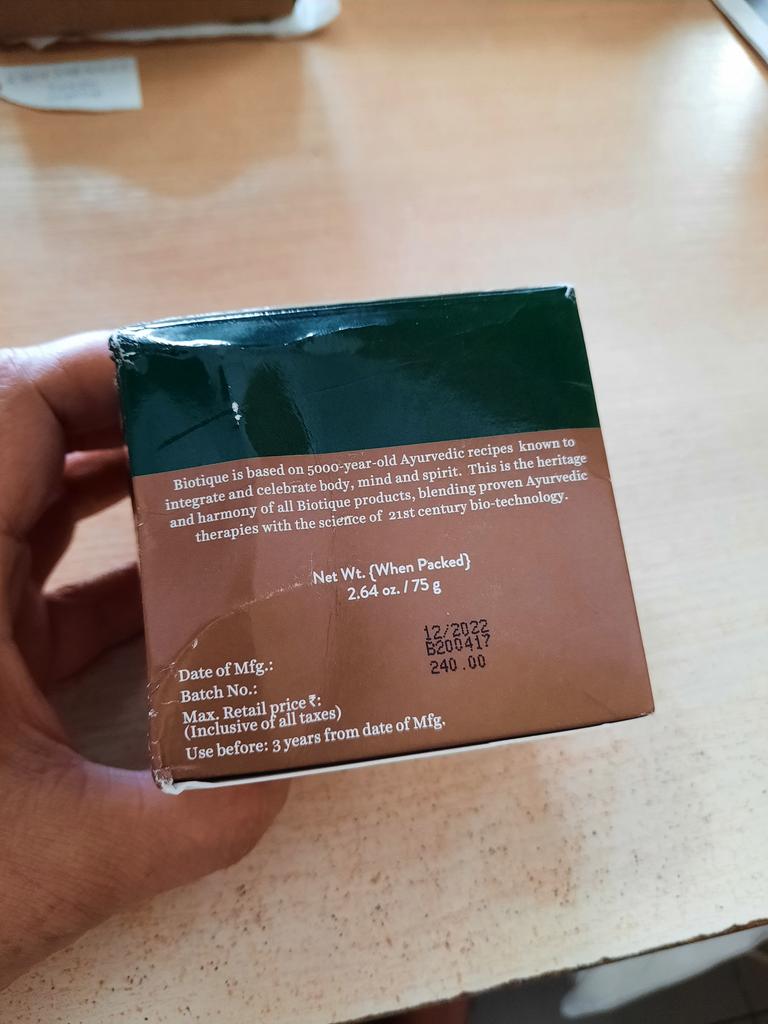 Biotique is based on 5000-year-old Ayurvedic recipes known to
integrate and celebrate body, mind and spirit. This is the heritage
and harmony of all Biotique products, blending proven Ayurvedic
therapies with the science of 21st century bio-technology.
Net Wt. {When Packed}
2.64 oz. / 75 g
12/2022
B200417
240.00
Date of Mfg.:
Batch No.:
Max. Retail price ₹:
(Inclusive of all taxes)
Use before: 3 years from date of Mfg.